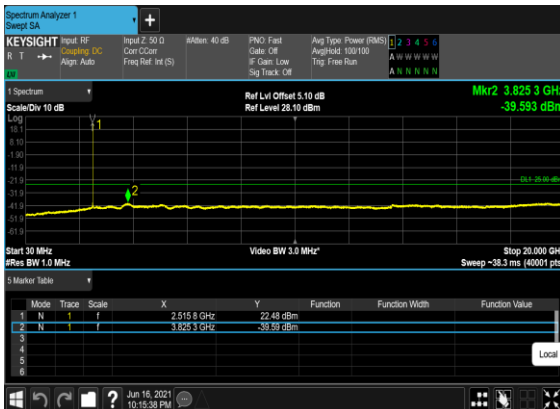 Spectrum Analyzer 1
Swept SA
KEYSIGHT
R T
Input: RF
Coupling: DC
Align: Auto
Input Z: 50 Ω
Corr CCorr
Freq Ref: Int (S)
#Atten: 40 dB
PNO: Fast
Gate: Off
IF Gain: Low
Sig Track: Off
Avg Type: Power (RMS)
Avg|Hold: 100/100
Trig: Free Run
1 2 3 4 5 6
A W W W W W
A N N N N N
1 Spectrum
Scale/Div 10 dB
Ref Lvl Offset 5.10 dB
Ref Level 28.10 dBm
Mkr2 3.825 3 GHz
-39.593 dBm
Log
18.1
8.10
-1.90
-11.9
-21.9
-31.9
-41.9
-51.9
-61.9
1
2
DL1 -25.00 dBm
Start 30 MHz
#Res BW 1.0 MHz
Video BW 3.0 MHz*
Stop 20.000 GH
Sweep ~38.3 ms (40001 pts
5 Marker Table
Mode Trace Scale X Y Function Function Width Function Value
1 N 1 f 2.515 8 GHz 22.48 dBm
2 N 1 f 3.825 3 GHz -39.59 dBm
3
4
5
6
Local
?
Jun 16, 2021
10:15:38 PM